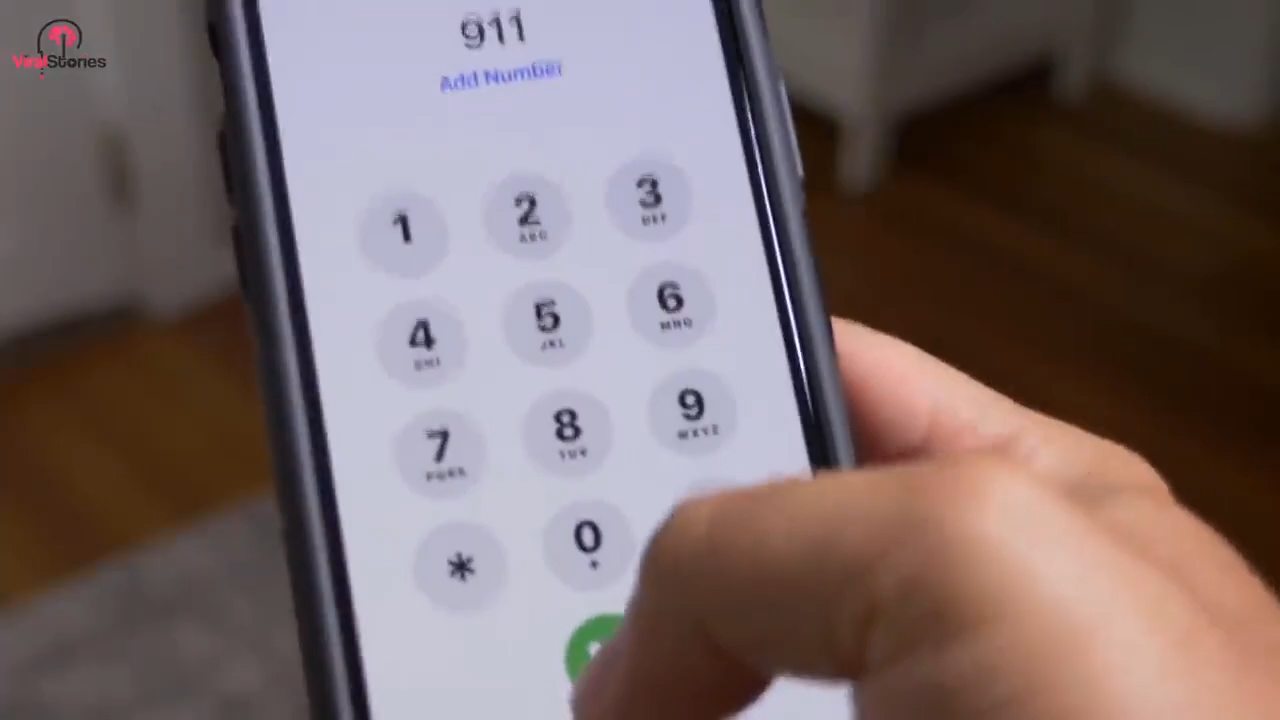 ViralStories
911
Add Number
1
2
ABC
3
DEF
4
GHI
5
JKL
6
MNO
7
PQRS
8
TUV
9
WXYZ
*
0
+